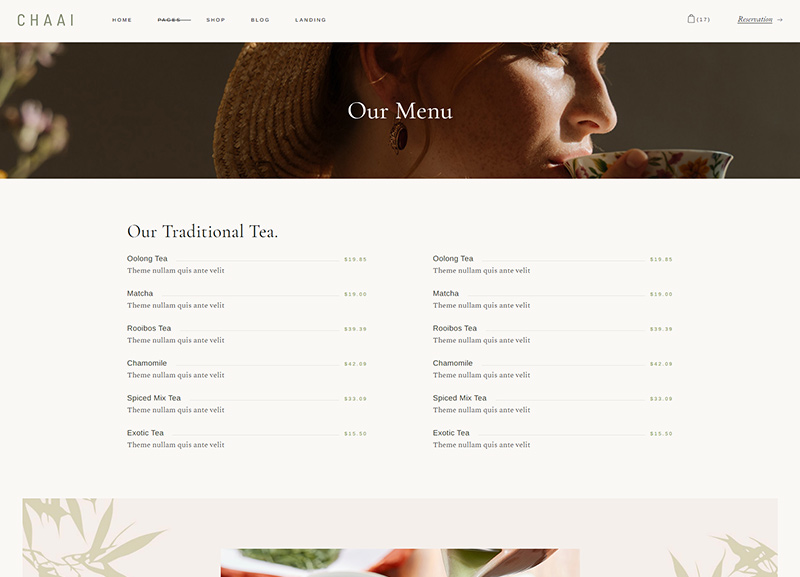 CHAAI
HOME
PAGES
SHOP
BLOG
LANDING
(17)
Reservation →
Our Menu
Our Traditional Tea.
Oolong Tea $19.85
Theme nullam quis ante velit
Matcha $19.00
Theme nullam quis ante velit
Rooibos Tea $39.39
Theme nullam quis ante velit
Chamomile $42.09
Theme nullam quis ante velit
Spiced Mix Tea $33.09
Theme nullam quis ante velit
Exotic Tea $15.50
Theme nullam quis ante velit
Oolong Tea $19.85
Theme nullam quis ante velit
Matcha $19.00
Theme nullam quis ante velit
Rooibos Tea $39.39
Theme nullam quis ante velit
Chamomile $42.09
Theme nullam quis ante velit
Spiced Mix Tea $33.09
Theme nullam quis ante velit
Exotic Tea $15.50
Theme nullam quis ante velit